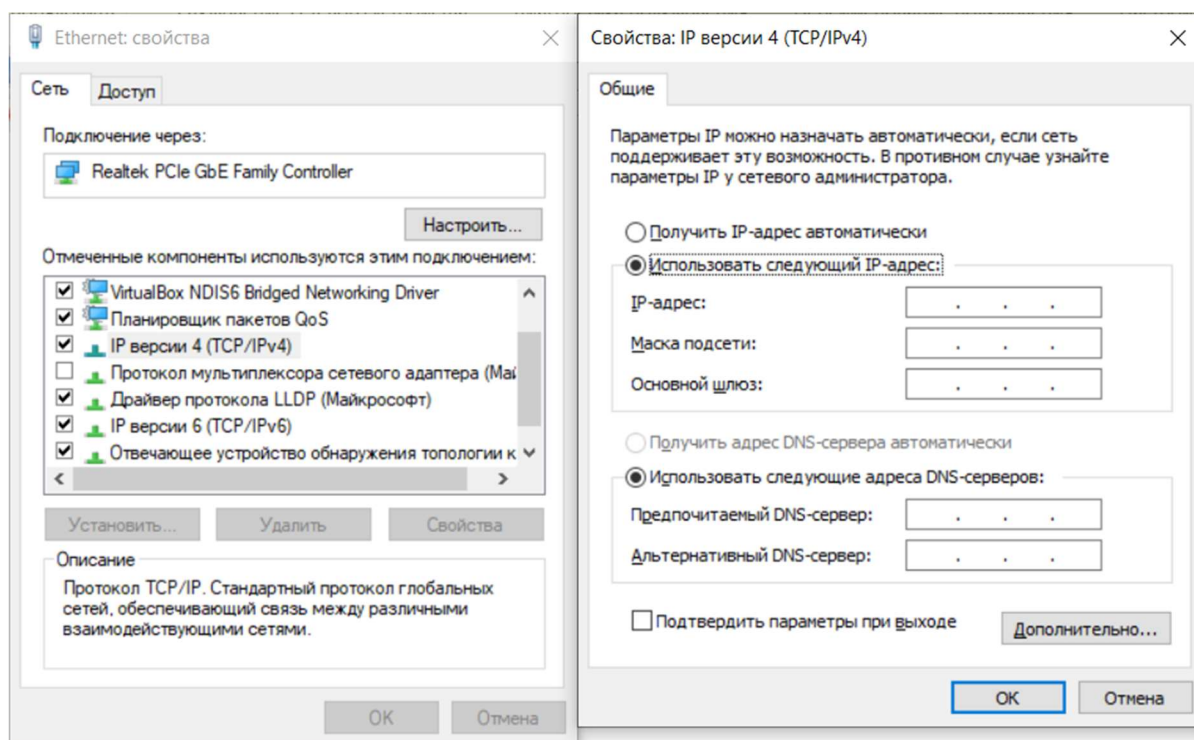 Ethernet: свойства
Сеть
Доступ
Подключение через:
Realtek PCIe GbE Family Controller
Настроить...
Отмеченные компоненты используются этим подключением:
VirtualBox NDIS6 Bridged Networking Driver
Планировщик пакетов QoS
IP версии 4 (TCP/IPv4)
Протокол мультиплексора сетевого адаптера (Май
Драйвер протокола LLDP (Майкрософт)
IP версии 6 (TCP/IPv6)
Отвечающее устройство обнаружения топологии к
Установить...
Удалить
Свойства
Описание
Протокол TCP/IP. Стандартный протокол глобальных
сетей, обеспечивающий связь между различными
взаимодействующими сетями.
ОК
Отмена
Свойства: IP версии 4 (TCP/IPv4)
Общие
Параметры IP можно назначать автоматически, если сеть
поддерживает эту возможность. В противном случае узнайте
параметры IP у сетевого администратора.
Получить IP-адрес автоматически
Использовать следующий IP-адрес:
IP-адрес:
Маска подсети:
Основной шлюз:
Получить адрес DNS-сервера автоматически
Использовать следующие адреса DNS-серверов:
Предпочитаемый DNS-сервер:
Альтернативный DNS-сервер:
Подтвердить параметры при выходе
Дополнительно...
ОК
Отмена